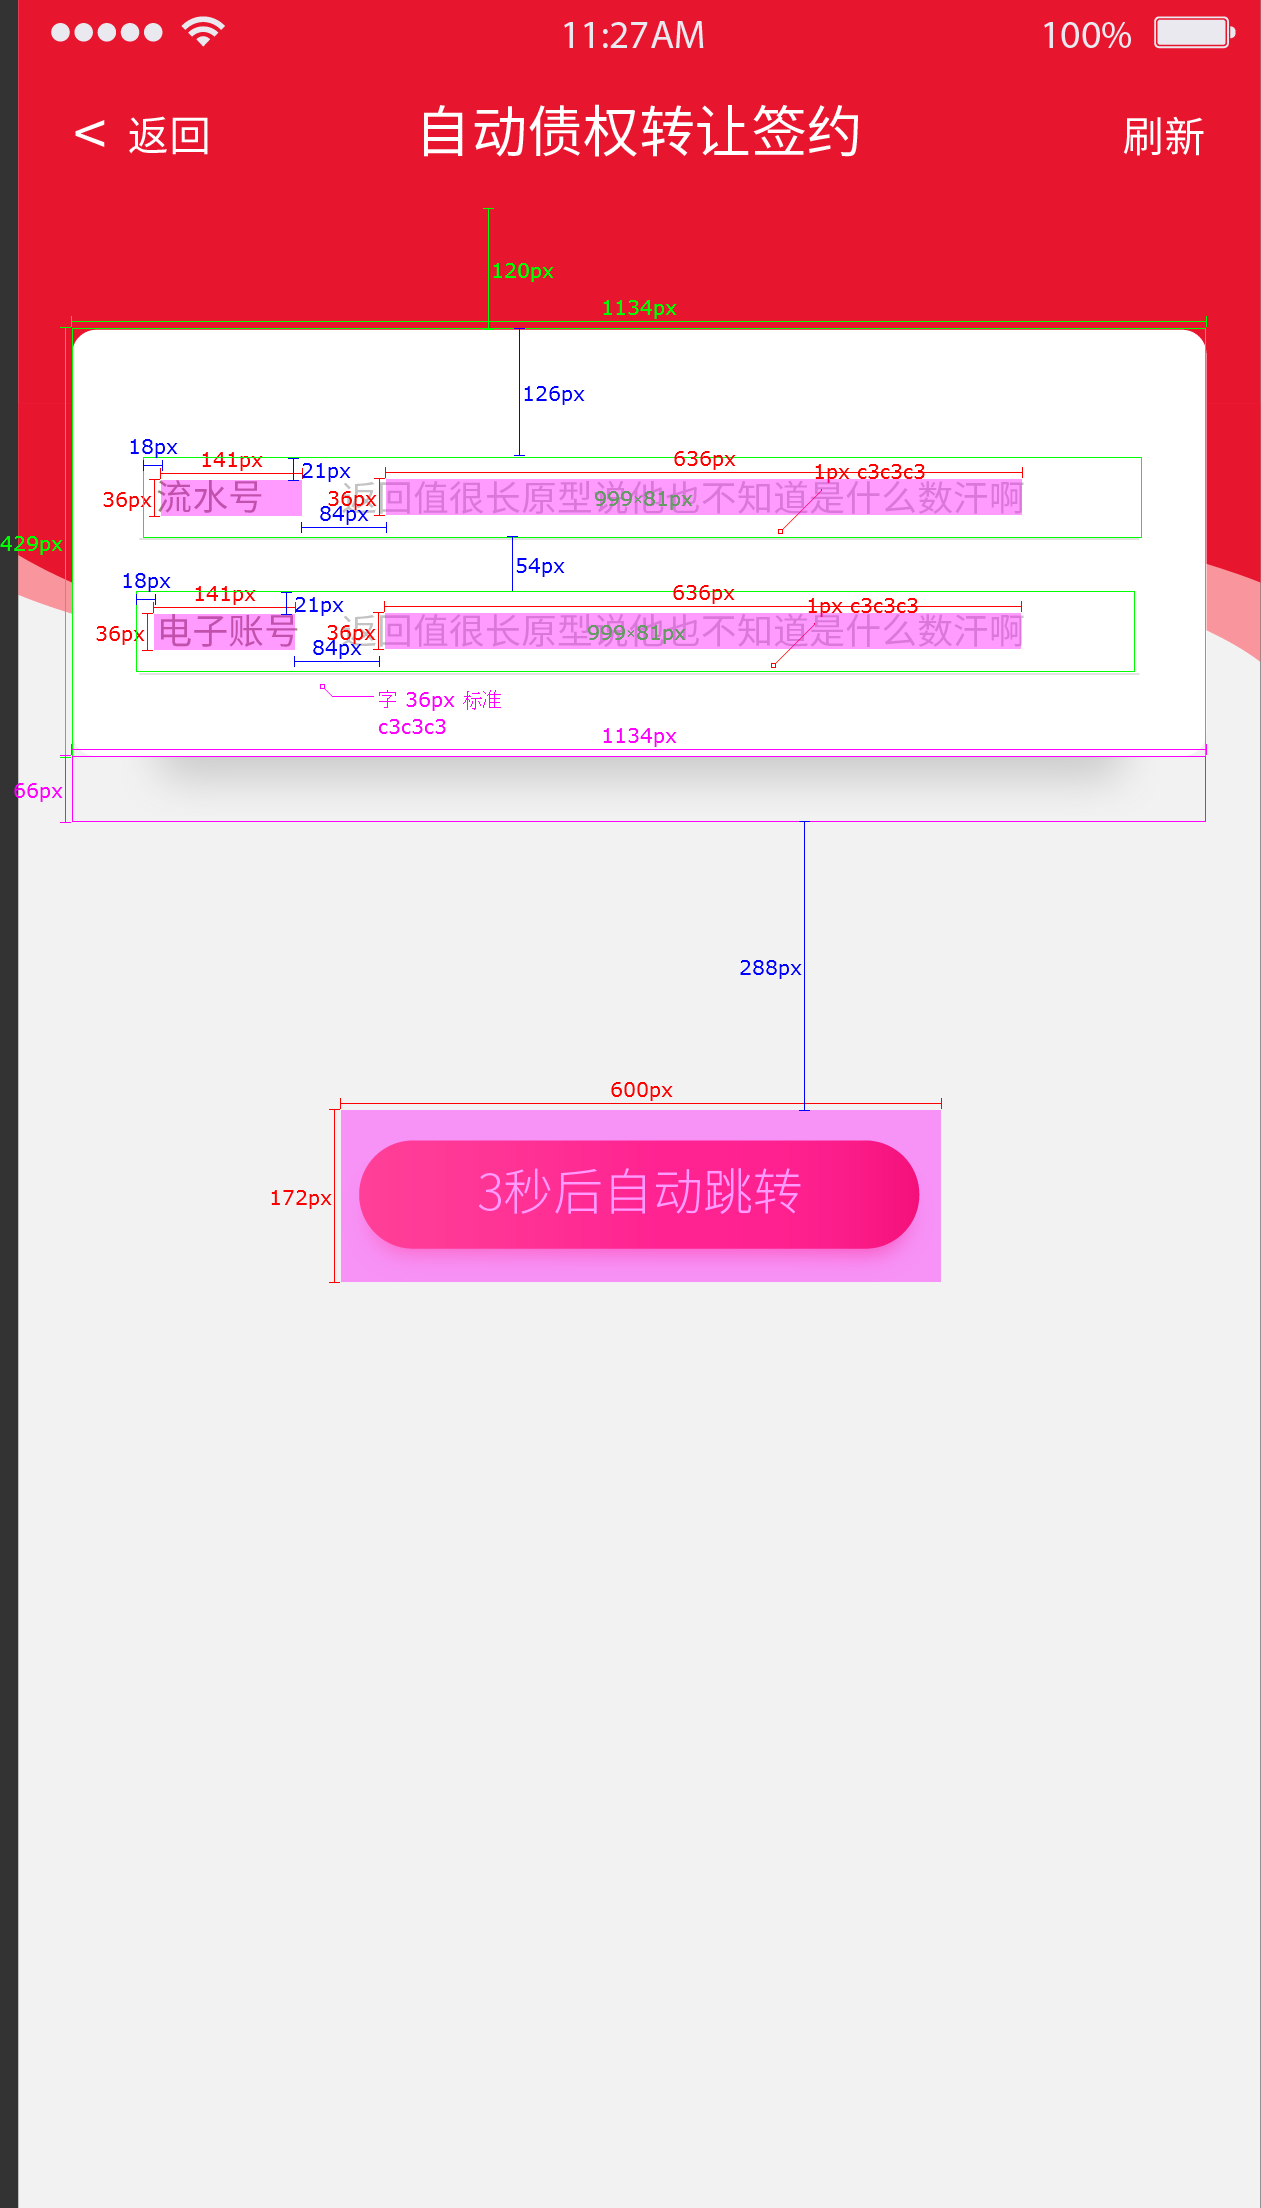 11:27AM 100%
< 返回 自动债权转让签约 刷新
120px
1134px
126px
18px 141px 21px 636px 1px c3c3c3
36px 流水号 36px 返回值很长原型说他也不知道是什么数汗啊 999×81px
84px
429px
54px
18px 141px 21px 636px 1px c3c3c3
36px 电子账号 36px 返回值很长原型说他也不知道是什么数汗啊 999×81px
84px
字 36px 标准
c3c3c3
1134px
66px
288px
600px
172px 3秒后自动跳转